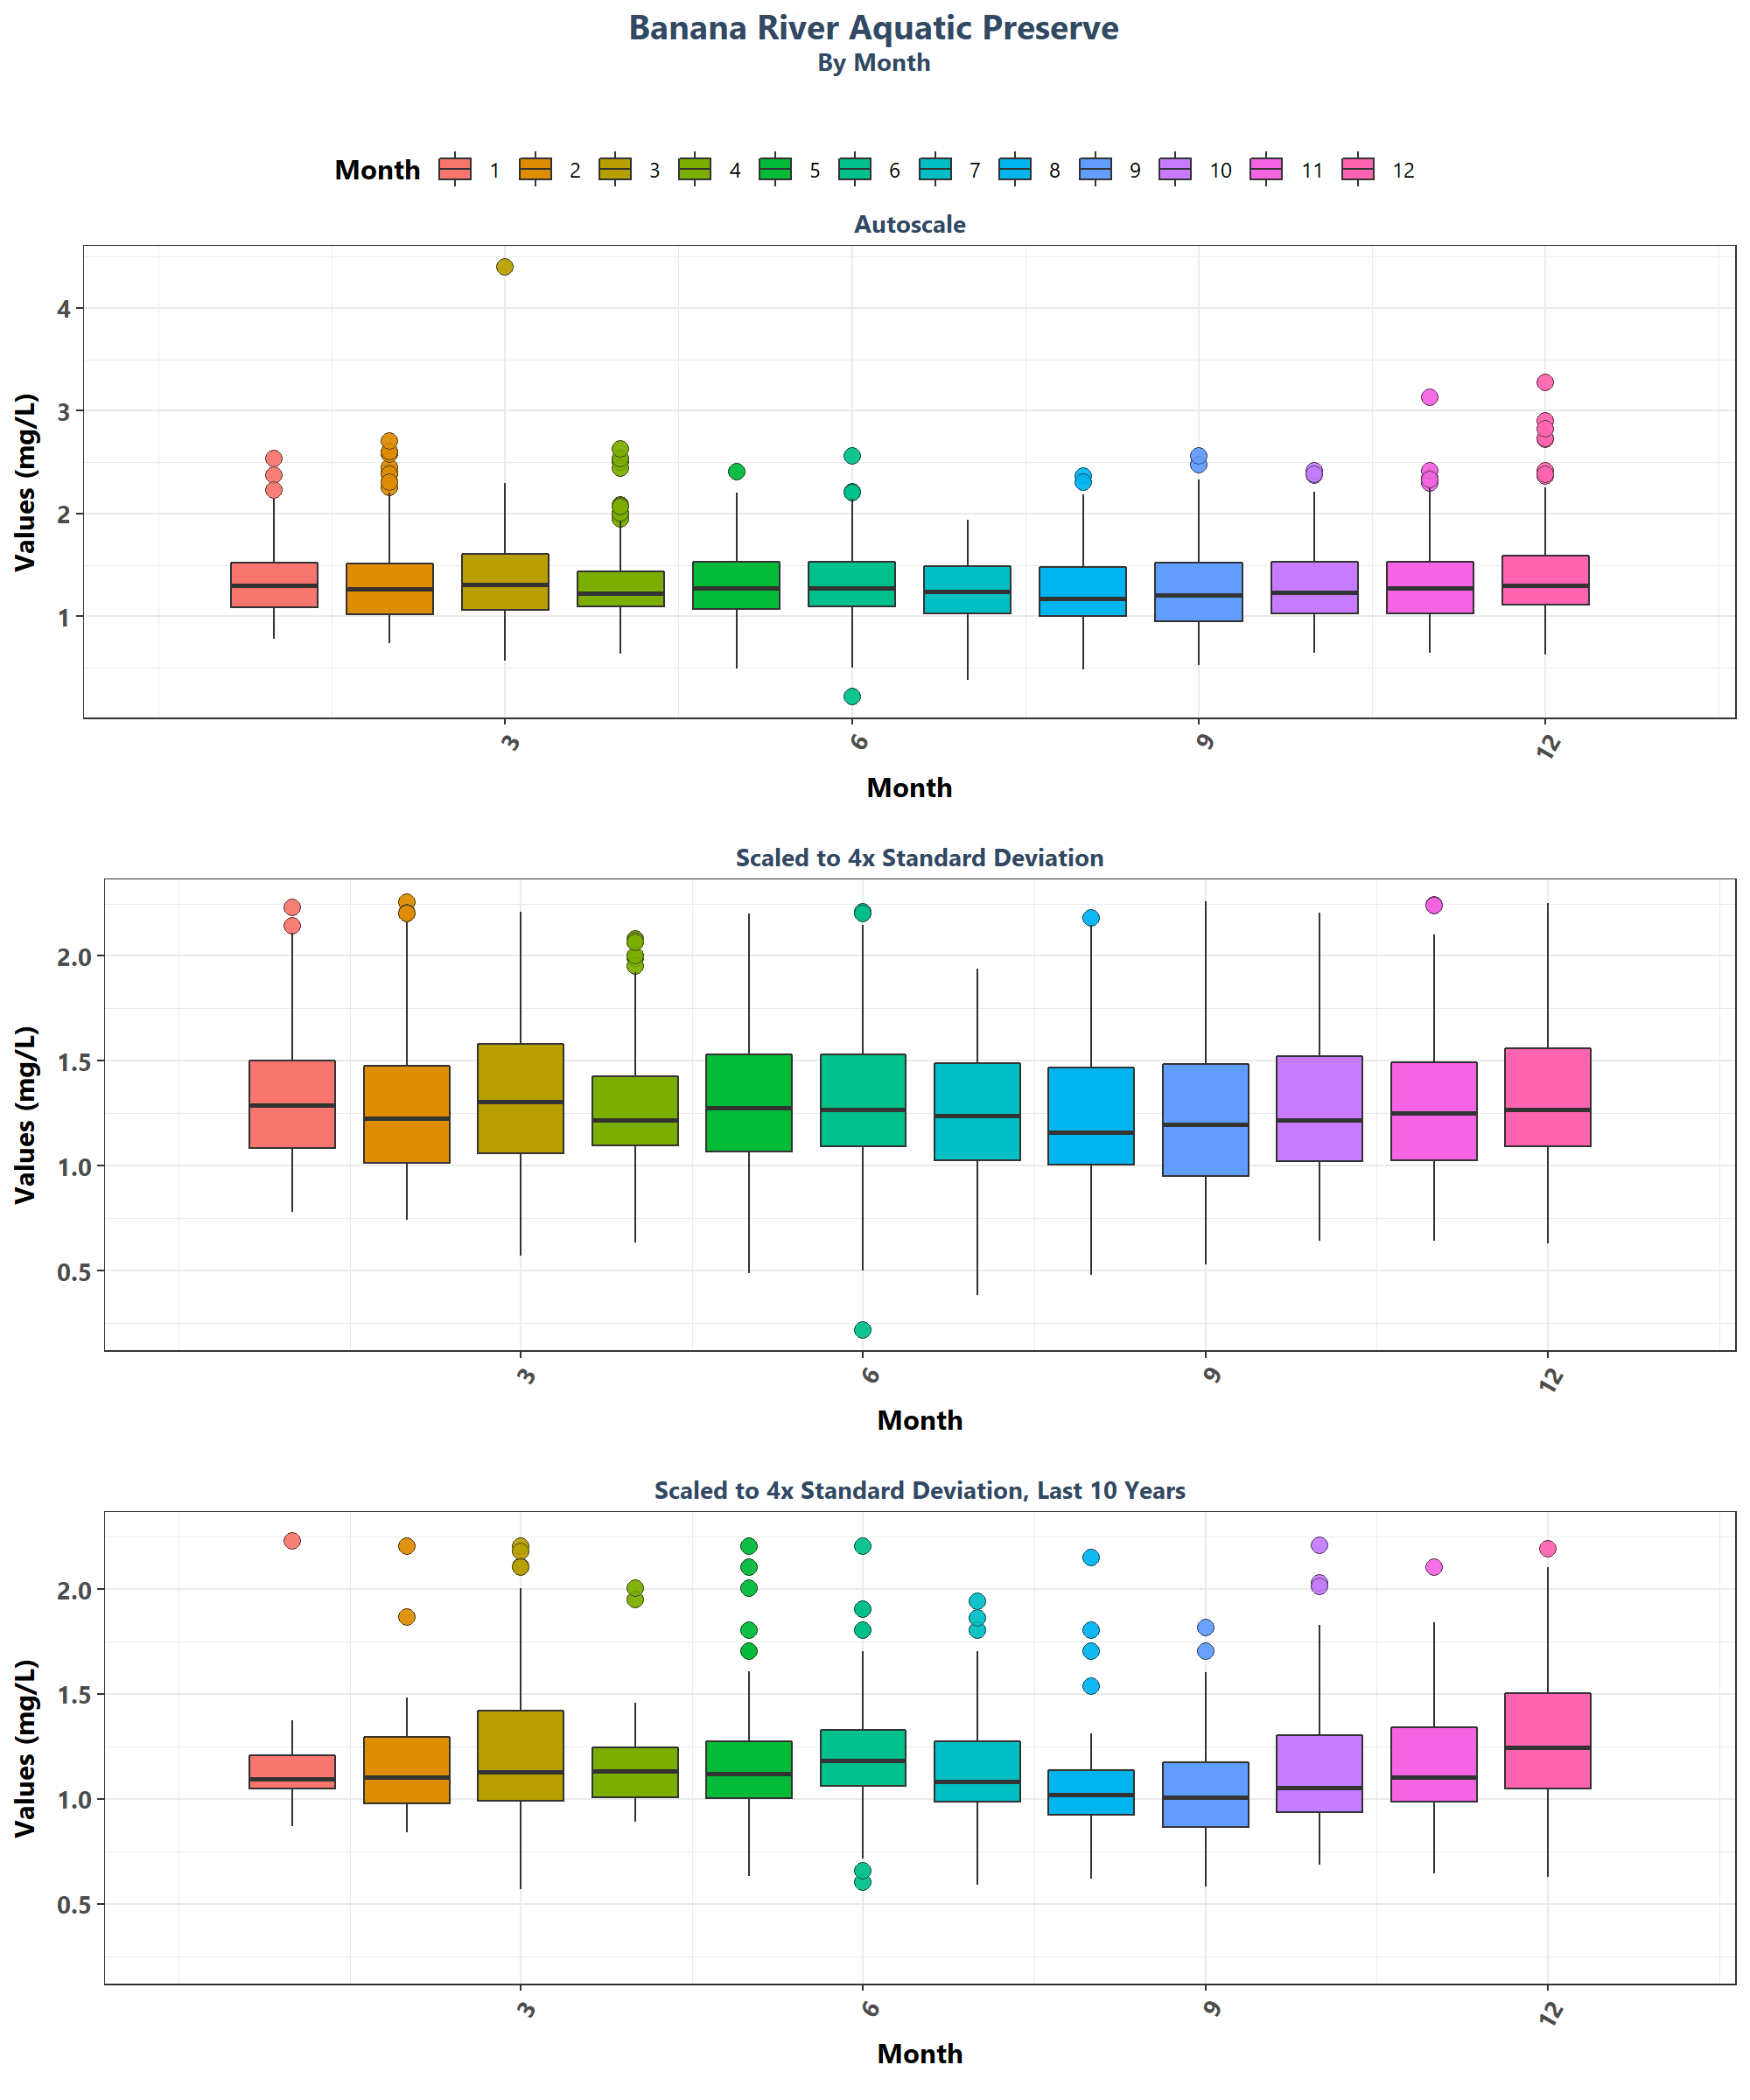 Banana River Aquatic Preserve
By Month
Month 1 2 3 4 5 6 7 8 9 10 11 12
Autoscale
Values (mg/L)
4
3
2
1
3 6 9 12
Month
Scaled to 4x Standard Deviation
Values (mg/L)
2.0
1.5
1.0
0.5
3 6 9 12
Month
Scaled to 4x Standard Deviation, Last 10 Years
Values (mg/L)
2.0
1.5
1.0
0.5
3 6 9 12
Month